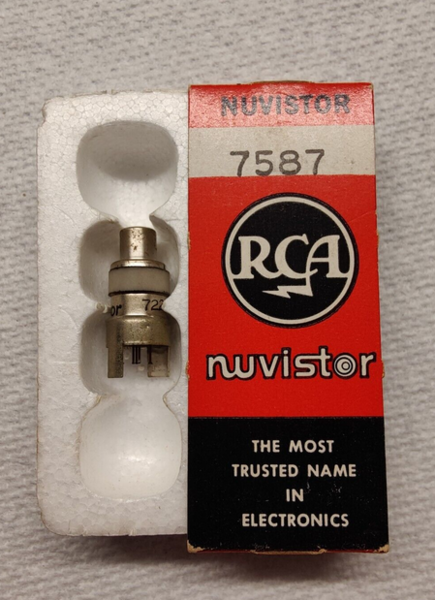 NUVISTOR
7587
RCA
nuvistor
THE MOST
TRUSTED NAME
IN
ELECTRONICS